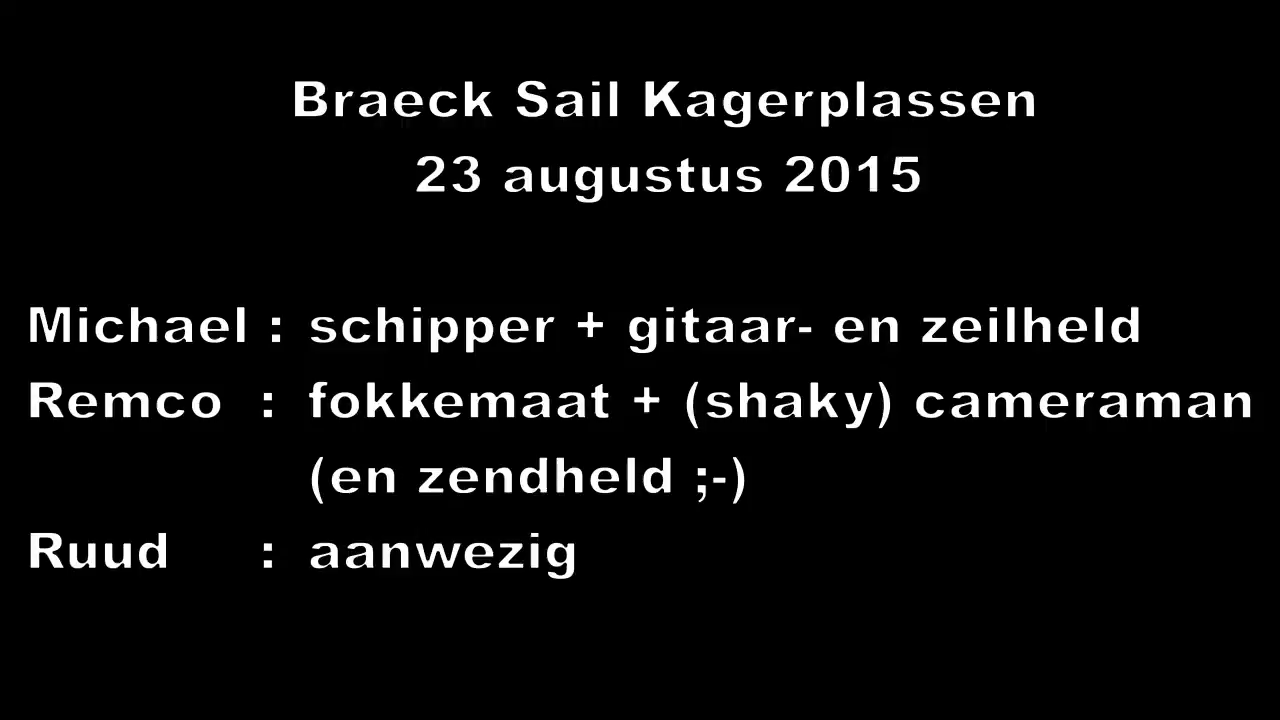 Braeck Sail Kagerplassen
23 augustus 2015
Michael : schipper + gitaar- en zeilheld
Remco : fokkemaat + (shaky) cameraman
(en zendheld ;-)
Ruud : aanwezig